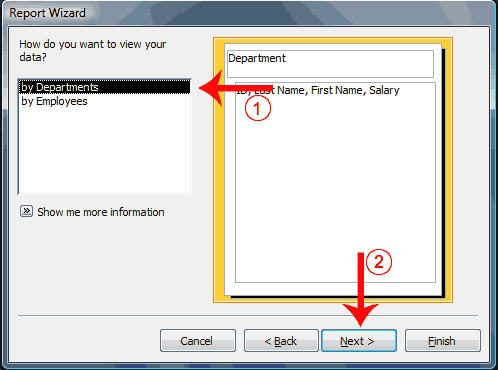 Report Wizard
How do you want to view your
data?
by Departments
by Employees
Show me more information
Department
ID, Last Name, First Name, Salary
1
2
Cancel
< Back
Next >
Finish